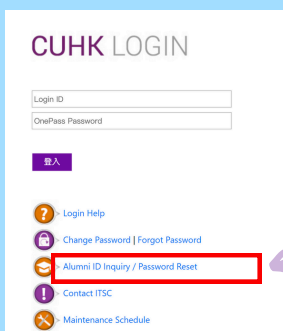 CUHK LOGIN
Login ID
OnePass Password
登入
> Login Help
> Change Password | Forgot Password
> Alumni ID Inquiry / Password Reset
> Contact ITSC
> Maintenance Schedule